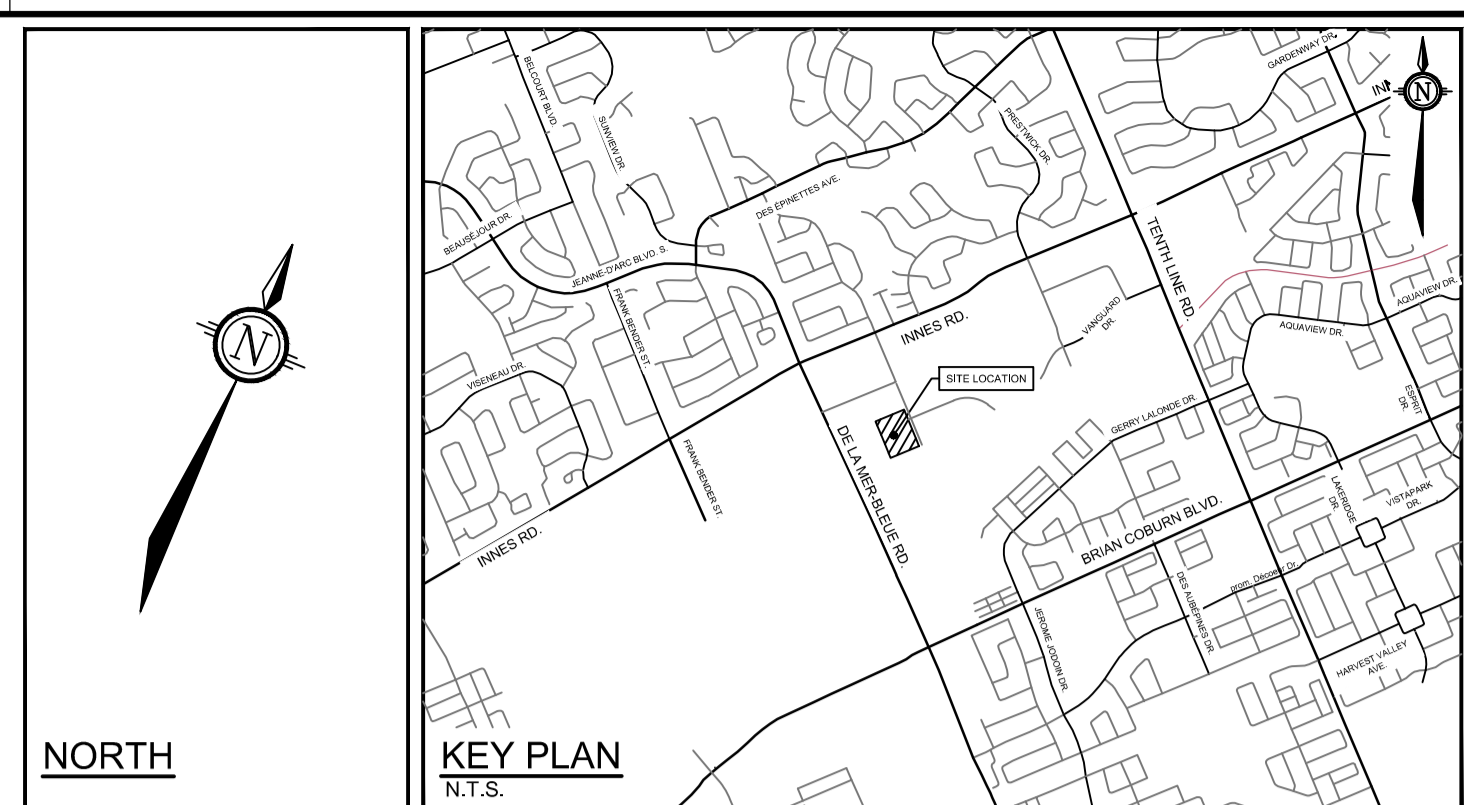 N
NORTH
BELCOURT BLVD.
SUNVIEW DR.
BEAUSÉJOUR DR.
JEANNE-D'ARC BLVD. S.
DES ÉPINETTES AVE.
PRESTWICK DR.
GARDENWAY DR.
N
TENTH LINE RD.
VANGUARD
DR.
INNES RD.
FRANK BENDER ST.
VISENEAU DR.
SITE LOCATION
AQUAVIEW DR.
AQUAVIEW DR.
ESPRIT
DR.
GERRY LALONDE DR.
DE LA MER-BLEUE RD.
FRANK BENDER ST.
INNES RD.
BRIAN COBURN BLVD.
LAKERIDGE
DR.
VISTAPARK
DR.
DES AUBÉPINES DR.
prom. Décoeur Dr.
JEROME JODOIN DR.
HARVEST VALLEY
AVE.
KEY PLAN
N.T.S.